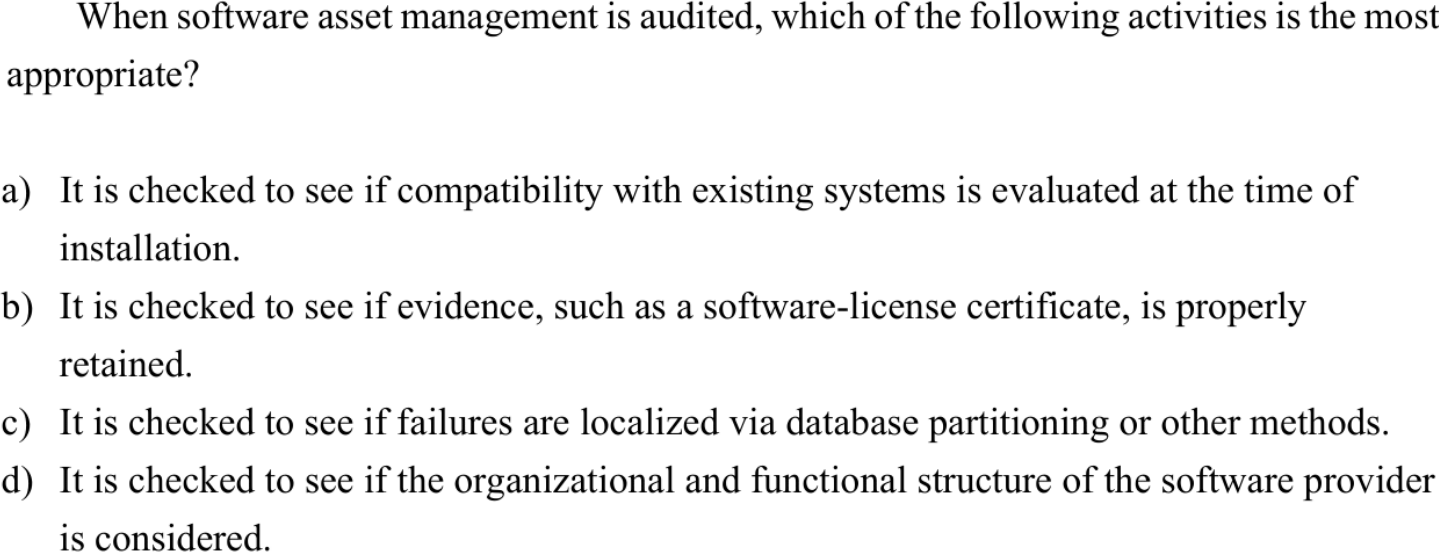 When software asset management is audited, which of the following activities is the most
appropriate?
a) It is checked to see if compatibility with existing systems is evaluated at the time of
installation.
b) It is checked to see if evidence, such as a software-license certificate, is properly
retained.
c) It is checked to see if failures are localized via database partitioning or other methods.
d) It is checked to see if the organizational and functional structure of the software provider
is considered.